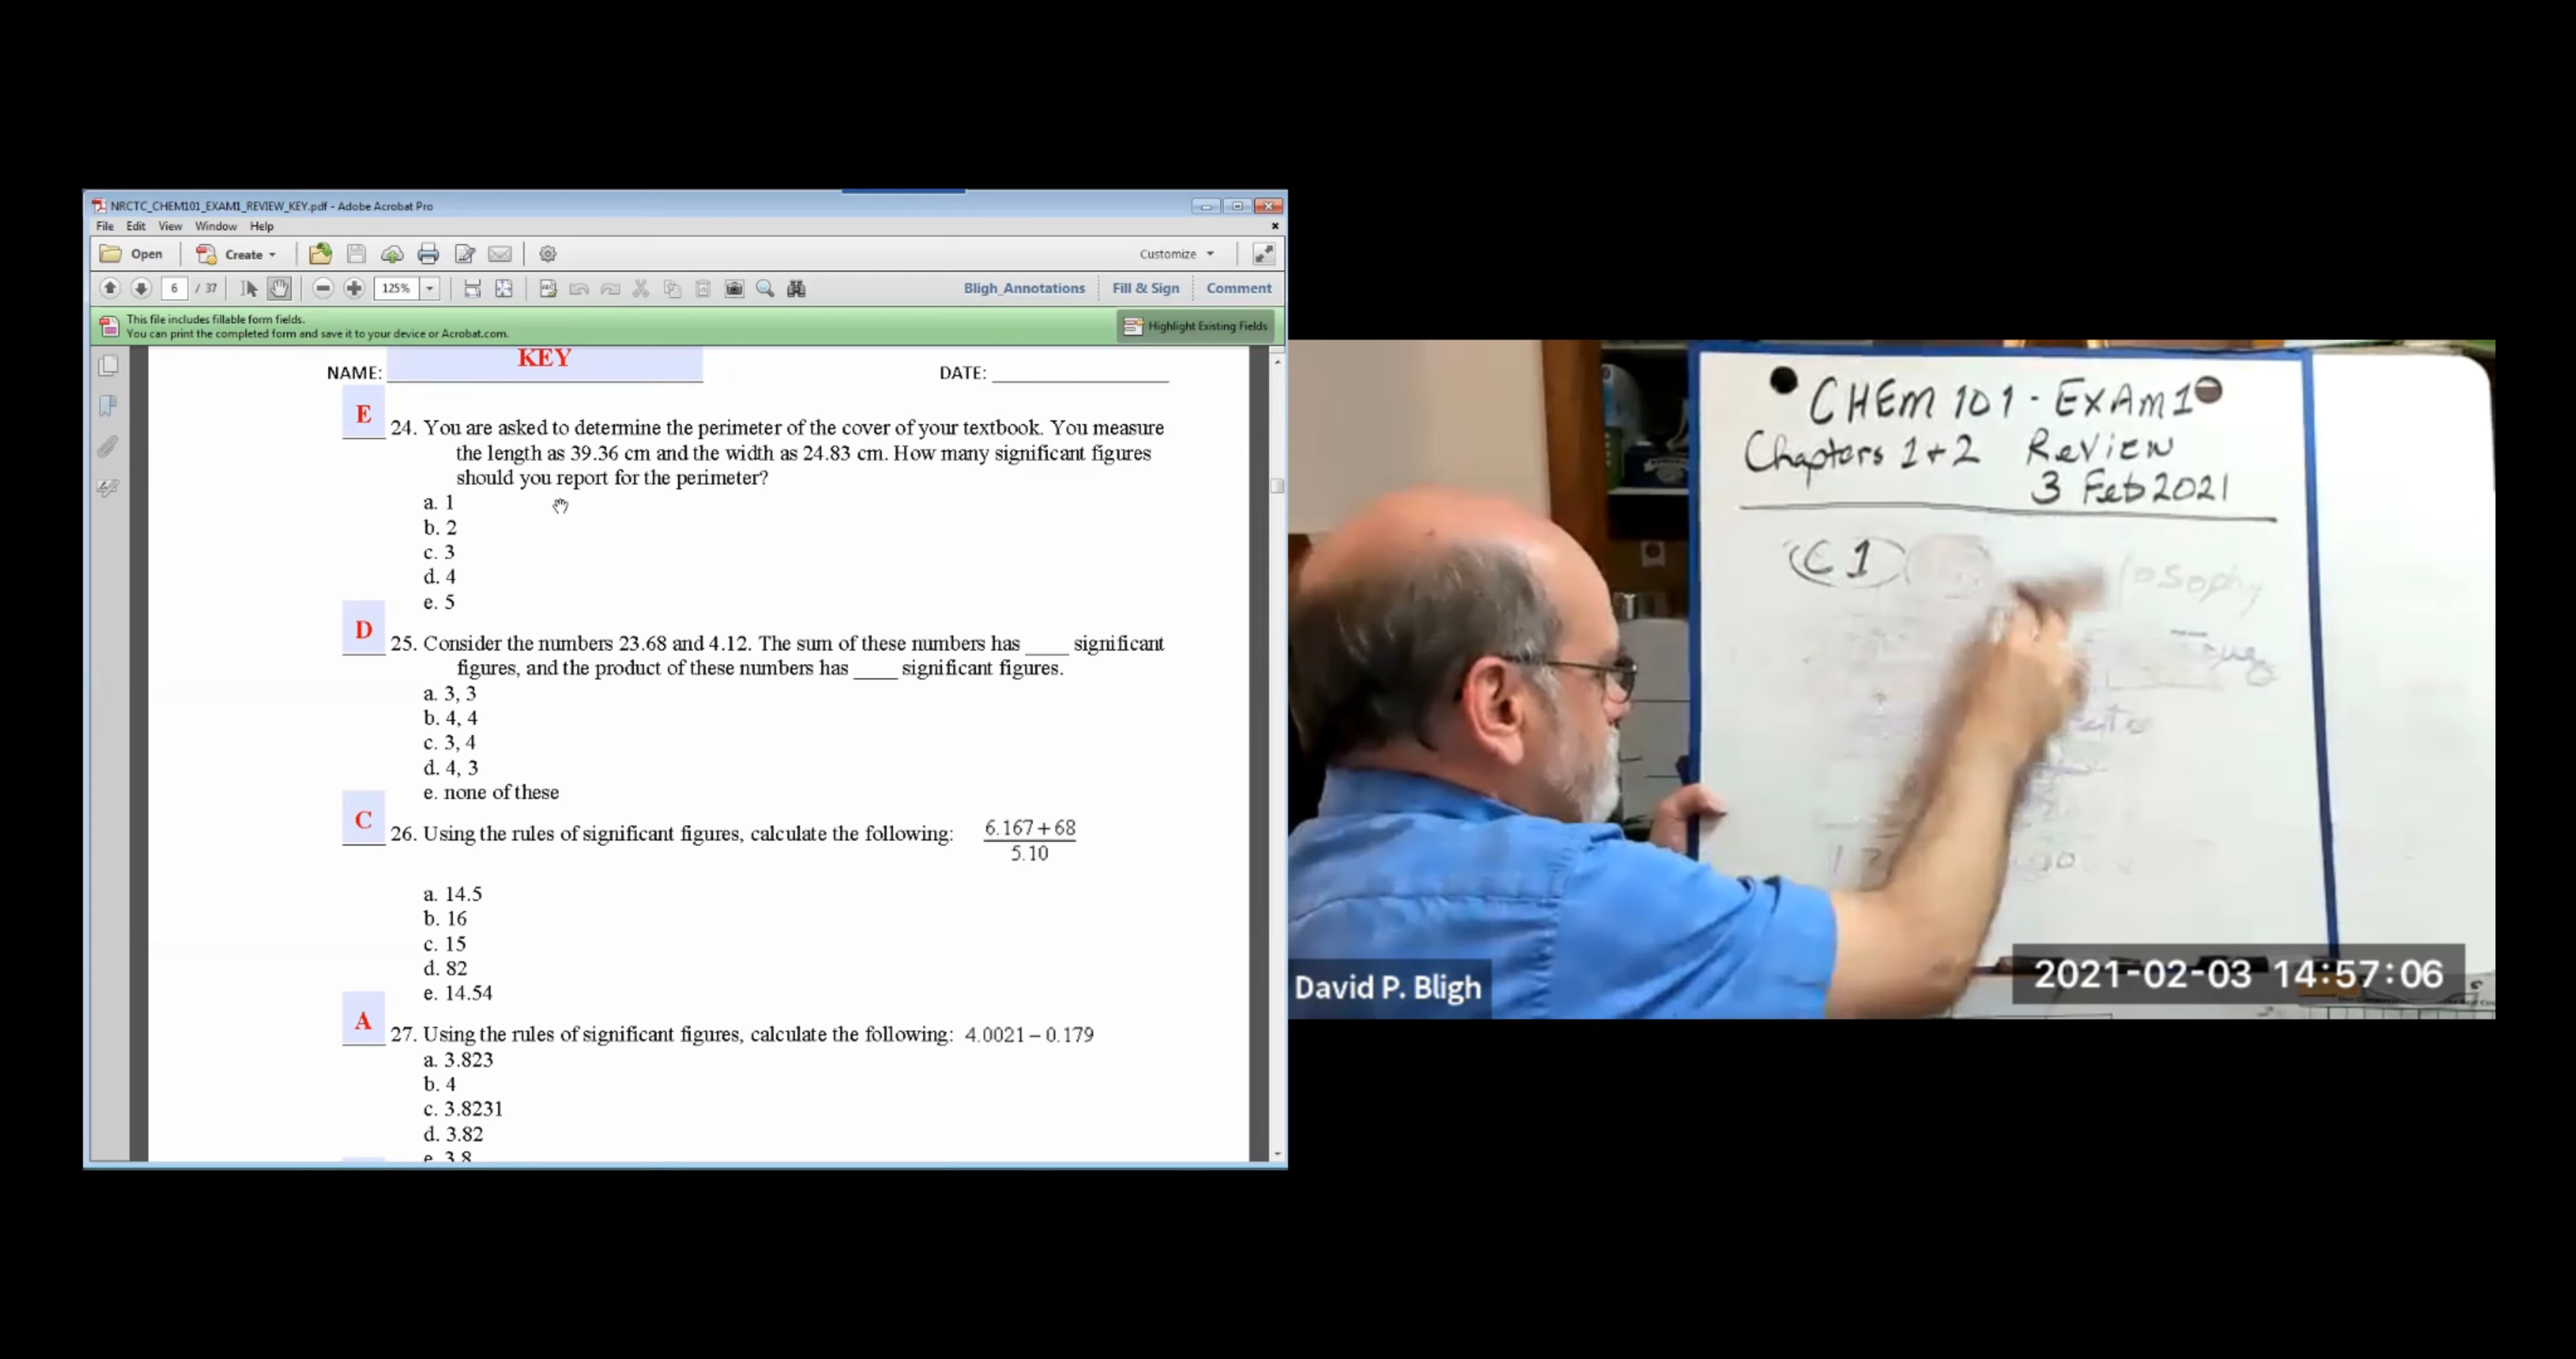 NRCTC_CHEM101_EXAM1_REVIEW_KEY.pdf - Adobe Acrobat Pro
File Edit View Window Help
Open Create Customize
6 / 37 125% Bligh_Annotations Fill & Sign Comment
This file includes fillable form fields.
You can print the completed form and save it to your device or Acrobat.com.
Highlight Existing Fields
KEY
NAME: DATE:
E
24. You are asked to determine the perimeter of the cover of your textbook. You measure
the length as 39.36 cm and the width as 24.83 cm. How many significant figures
should you report for the perimeter?
a. 1
b. 2
c. 3
d. 4
e. 5
D
25. Consider the numbers 23.68 and 4.12. The sum of these numbers has ____ significant
figures, and the product of these numbers has ____ significant figures.
a. 3, 3
b. 4, 4
c. 3, 4
d. 4, 3
e. none of these
C
26. Using the rules of significant figures, calculate the following:
6.167 + 68
5.10
a. 14.5
b. 16
c. 15
d. 82
e. 14.54
A
27. Using the rules of significant figures, calculate the following: 4.0021 – 0.179
a. 3.823
b. 4
c. 3.8231
d. 3.82
e. 3.8
CHEM 101 - EXAM 1
Chapters 1 + 2 Review
3 Feb 2021
C 1
losophy
David P. Bligh
2021-02-03 14:57:06